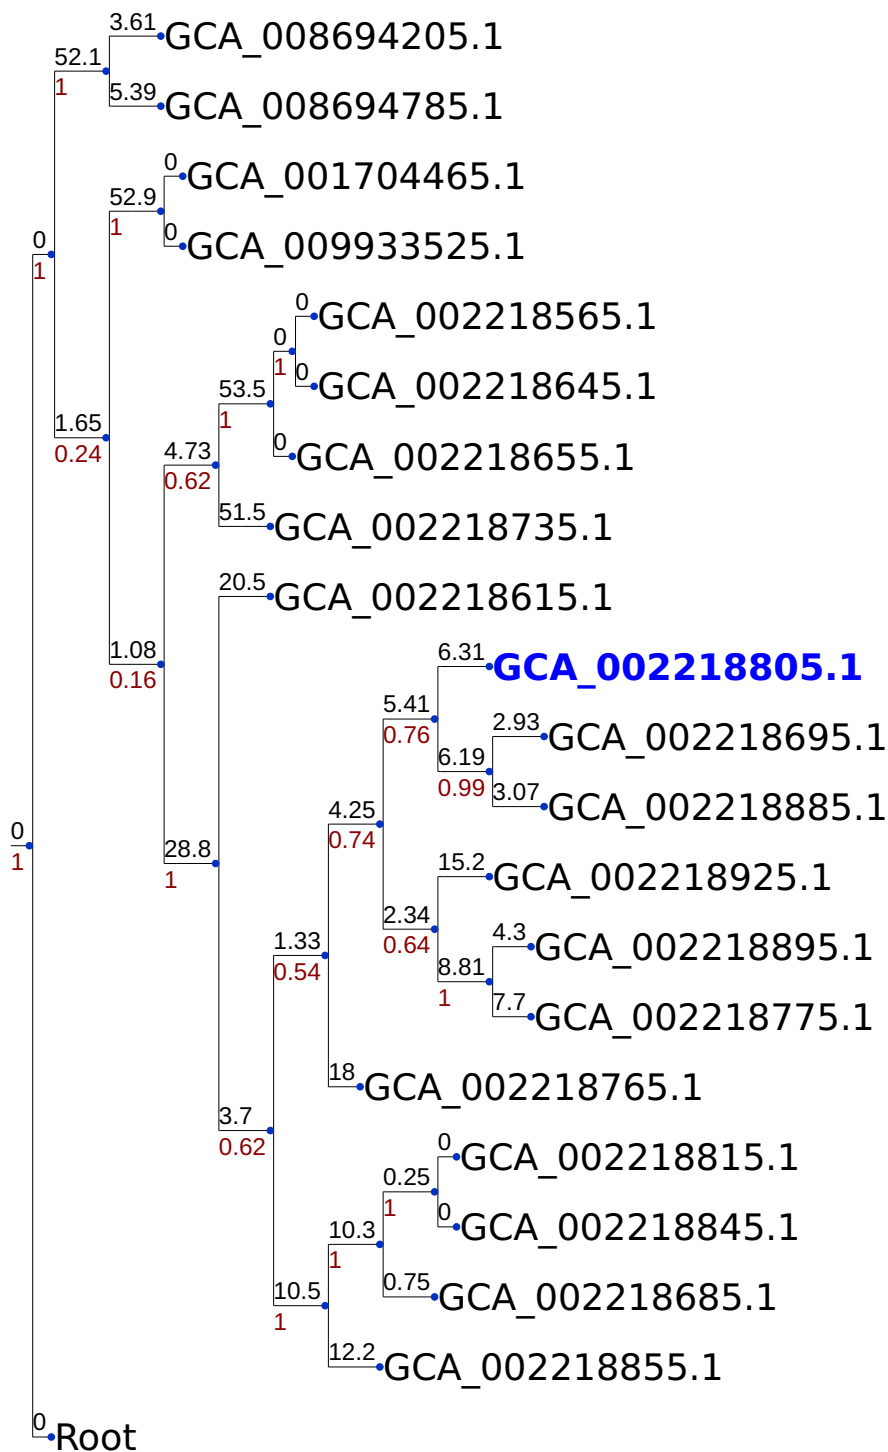 3.61
GCA_008694205.1
52.1
1
5.39
GCA_008694785.1
0
GCA_001704465.1
52.9
1
0
GCA_009933525.1
0
1
0
GCA_002218565.1
0
1
0
GCA_002218645.1
53.5
1
0
GCA_002218655.1
1.65
0.24
4.73
0.62
51.5
GCA_002218735.1
20.5
GCA_002218615.1
1.08
0.16
6.31
GCA_002218805.1
5.41
0.76
2.93
GCA_002218695.1
6.19
0.99
3.07
GCA_002218885.1
4.25
0.74
0
1
28.8
1
15.2
GCA_002218925.1
2.34
0.64
4.3
GCA_002218895.1
1.33
0.54
8.81
1
7.7
GCA_002218775.1
18
GCA_002218765.1
3.7
0.62
0
GCA_002218815.1
0.25
1
0
GCA_002218845.1
10.3
1
0.75
GCA_002218685.1
10.5
1
12.2
GCA_002218855.1
0
Root